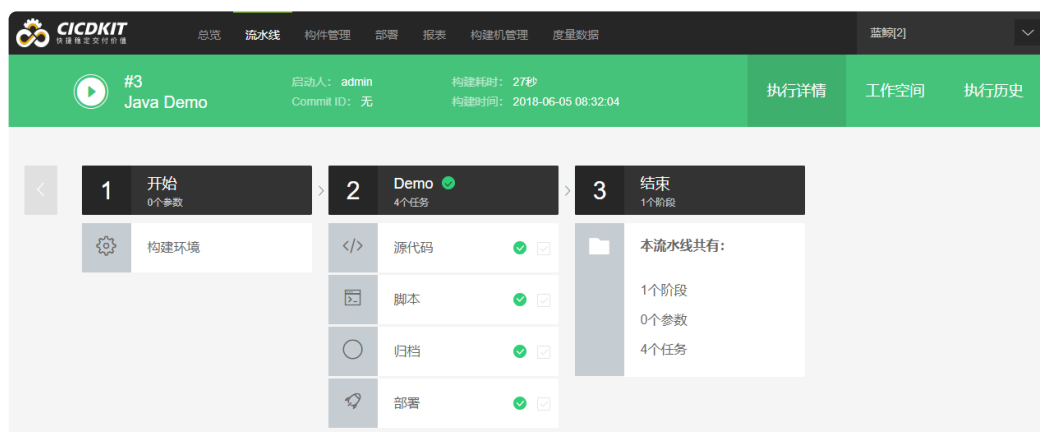 CICDKIT
快捷稳定交付价值
总览 流水线 构件管理 部署 报表 构建机管理 度量数据 蓝鲸[2]
#3
Java Demo
启动人： admin 构建耗时： 27秒
Commit ID： 无 构建时间： 2018-06-05 08:32:04
执行详情 工作空间 执行历史
1 开始
0个参数
构建环境
2 Demo
4个任务
</> 源代码
脚本
归档
部署
3 结束
1个阶段
本流水线共有：
1个阶段
0个参数
4个任务